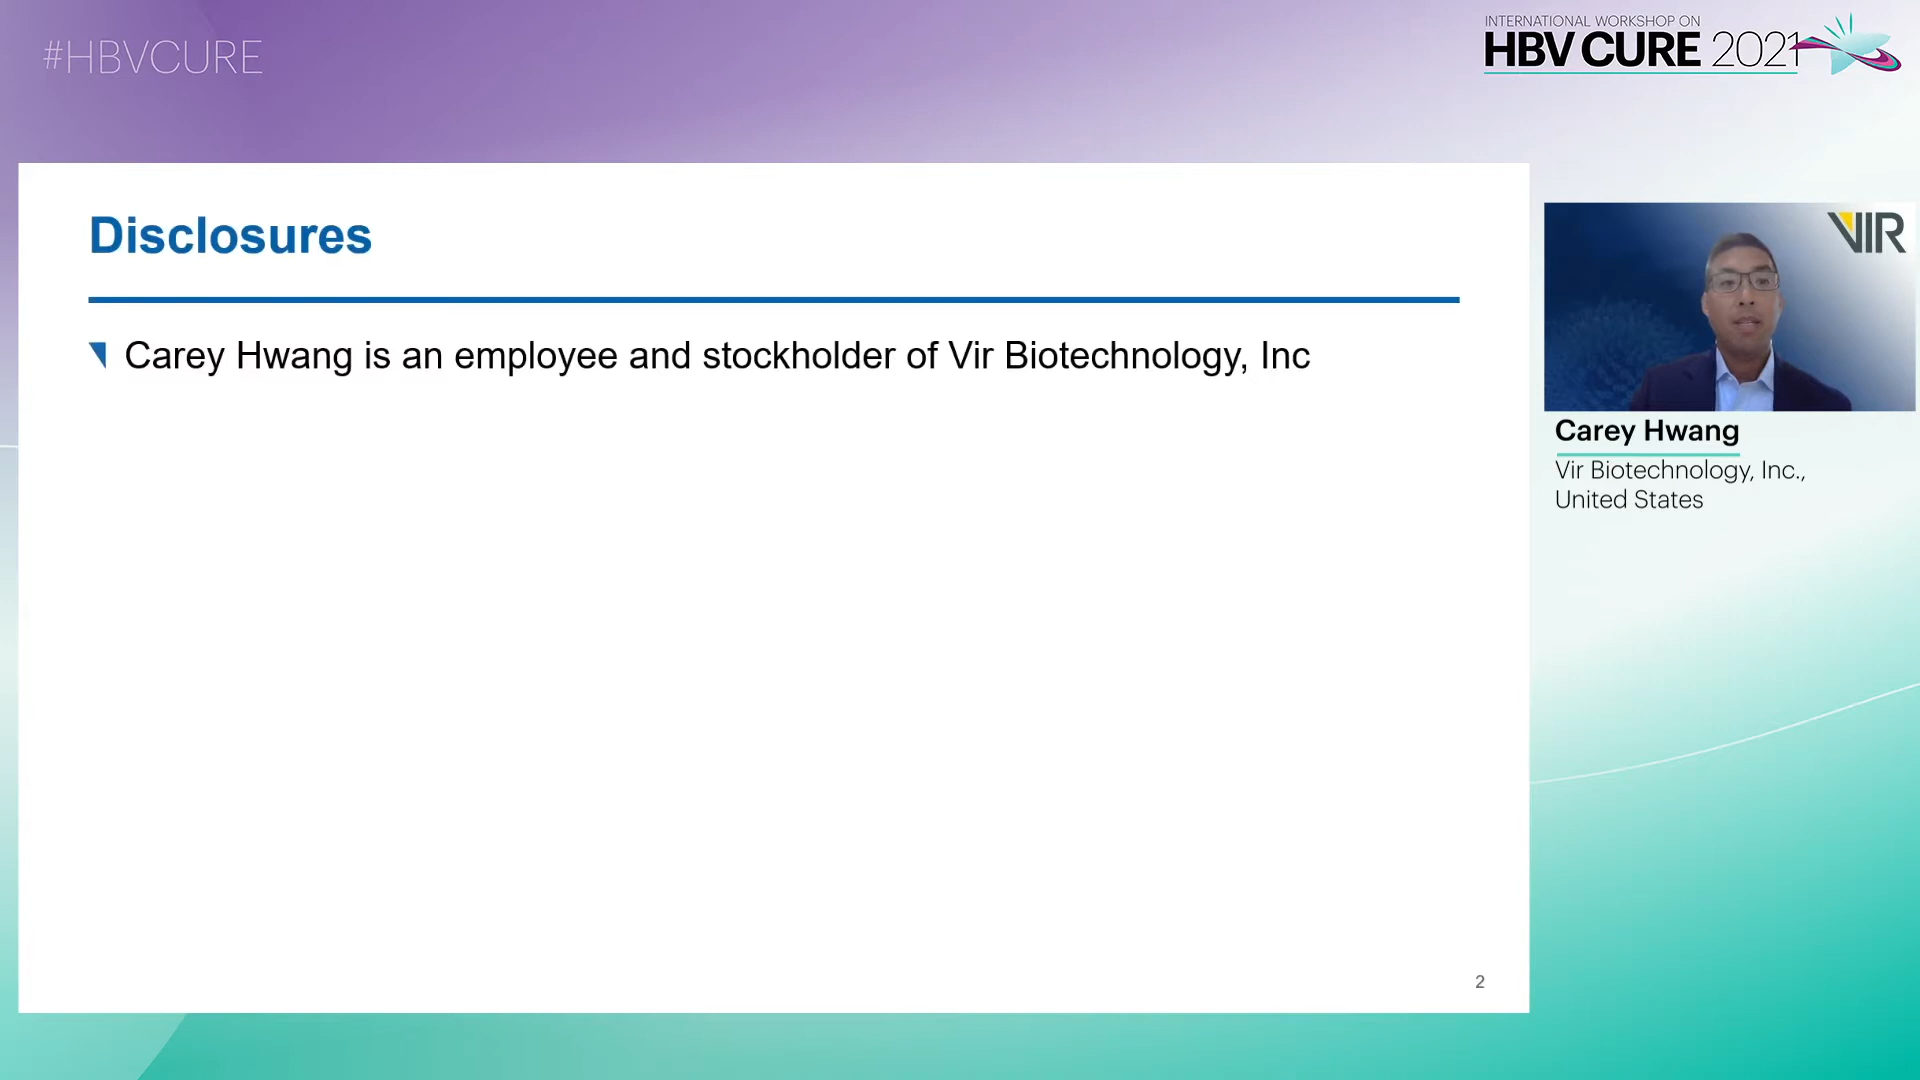 #HBVCURE
INTERNATIONAL WORKSHOP ON
HBV CURE 2021
Disclosures
Carey Hwang is an employee and stockholder of Vir Biotechnology, Inc
2
VIR
Carey Hwang
Vir Biotechnology, Inc.,
United States